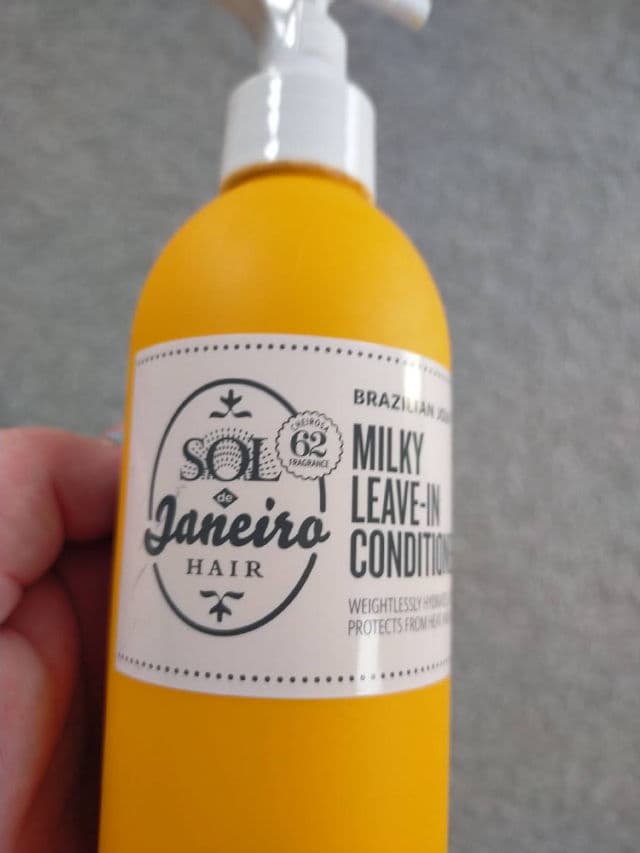 SOL
de
Janeiro
HAIR
CHEIROSA
62
FRAGRANCE
BRAZILIAN
MILKY
LEAVE-IN
WEIGHTLESSLY
PROTECTS FROM HEAT